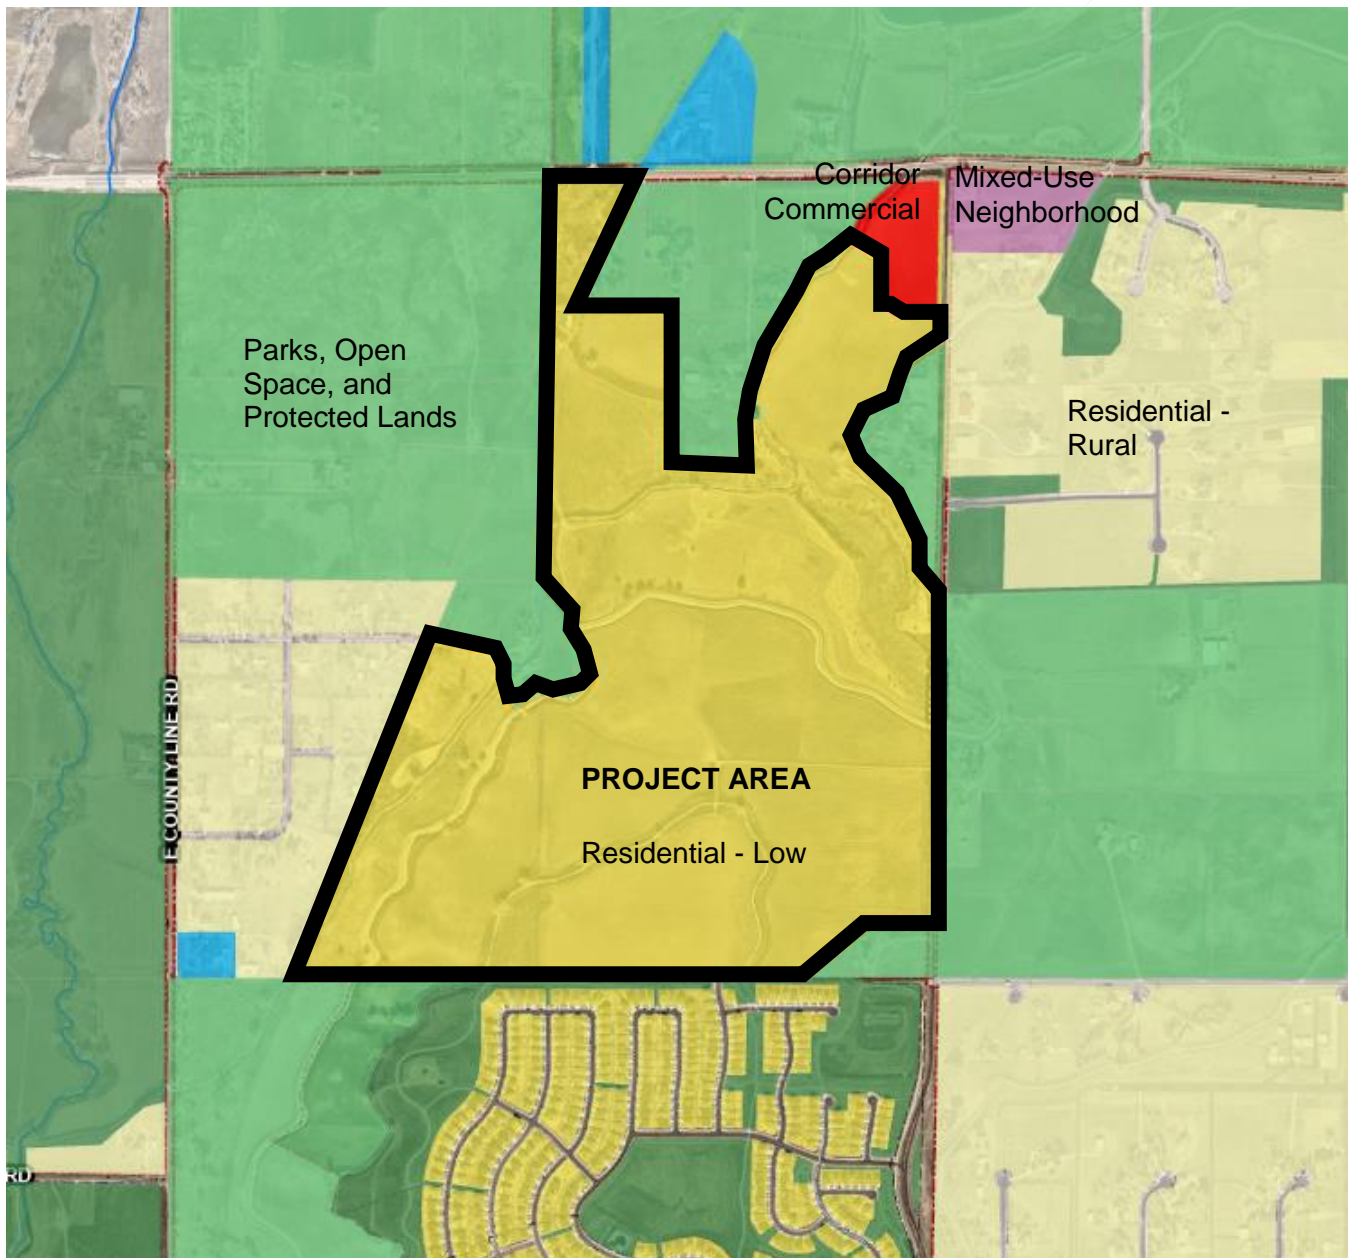 Corridor
Commercial
Mixed-Use
Neighborhood
Parks, Open
Space, and
Protected Lands
Residential -
Rural
E COUNTY LINE RD
PROJECT AREA
Residential - Low
RD